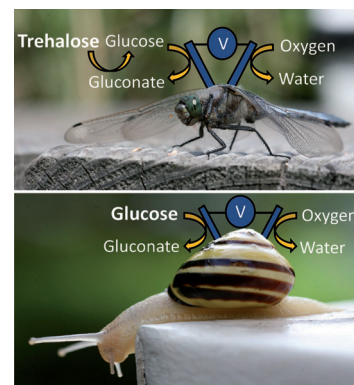 Trehalose Glucose V Oxygen
Gluconate Water
Glucose V Oxygen
Gluconate Water